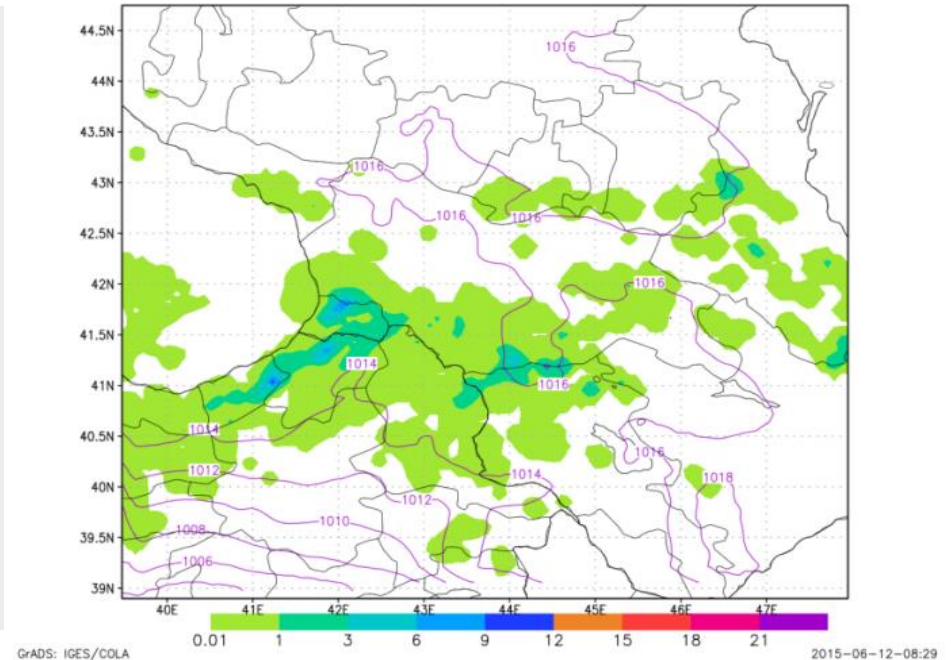 44.5N
1016
44N
43.5N
1016
43N
1016
1016
42.5N
42N
1016
41.5N
1014
41N
1016
40.5N
1014
1016
1012
1014
1018
40N
1012
1010
39.5N
1008
1006
39N
40E 41E 42E 43E 44E 45E 46E 47E
0.01 1 3 6 9 12 15 18 21
GrADS: IGES/COLA 2015-06-12-08:29